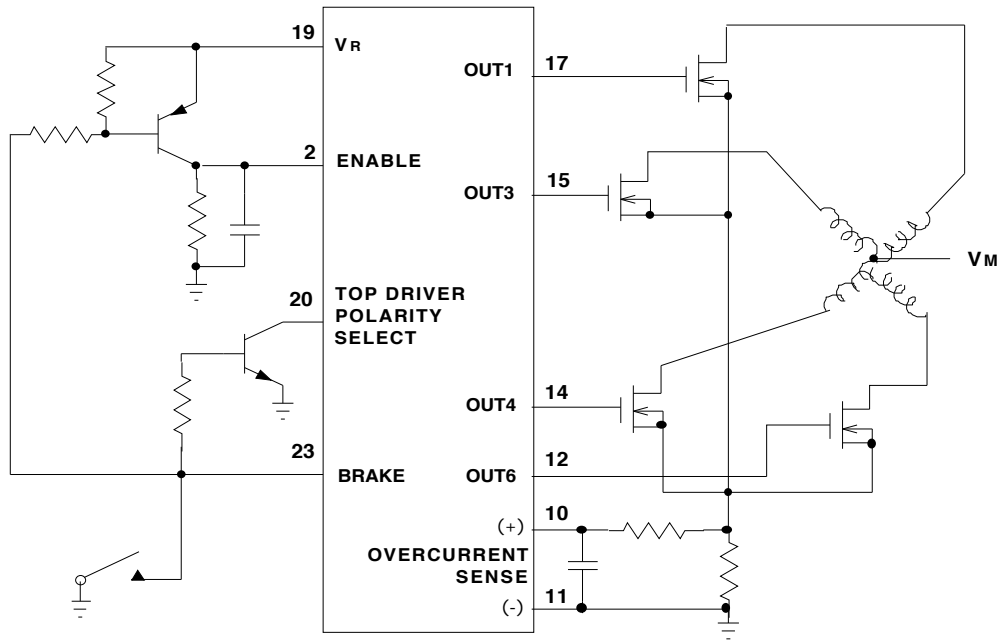 19 VR
OUT1 17
2 ENABLE
OUT3 15
VM
20 TOP DRIVER
POLARITY
SELECT
OUT4 14
23 BRAKE
OUT6 12
(+) 10
OVERCURRENT
SENSE
(-) 11